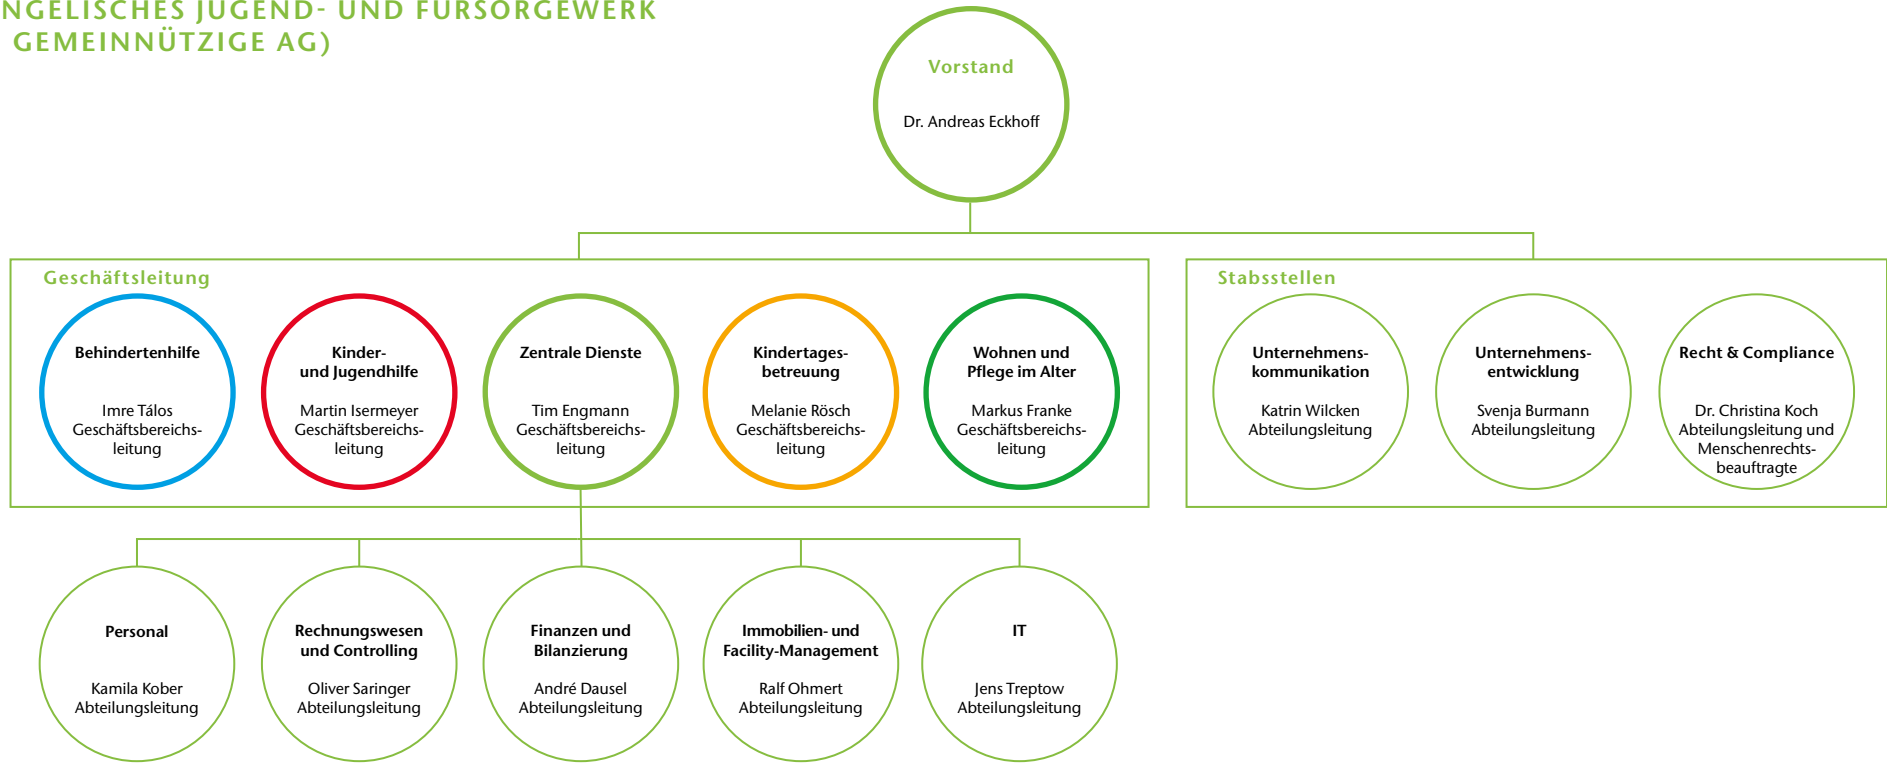 NGELISCHES JUGEND- UND FÜRSORGEWERK
GEMEINNÜTZIGE AG)
Vorstand
Dr. Andreas Eckhoff
Geschäftsleitung
Behindertenhilfe
Imre Tálos
Geschäftsbereichs-
leitung
Kinder-
und Jugendhilfe
Martin Isermeyer
Geschäftsbereichs-
leitung
Zentrale Dienste
Tim Engmann
Geschäftsbereichs-
leitung
Kindertages-
betreuung
Melanie Rösch
Geschäftsbereichs-
leitung
Wohnen und
Pflege im Alter
Markus Franke
Geschäftsbereichs-
leitung
Stabsstellen
Unternehmens-
kommunikation
Katrin Wilcken
Abteilungsleitung
Unternehmens-
entwicklung
Svenja Burmann
Abteilungsleitung
Recht & Compliance
Dr. Christina Koch
Abteilungsleitung und
Menschenrechts-
beauftragte
Personal
Kamila Kober
Abteilungsleitung
Rechnungswesen
und Controlling
Oliver Saringer
Abteilungsleitung
Finanzen und
Bilanzierung
André Dausel
Abteilungsleitung
Immobilien- und
Facility-Management
Ralf Ohmert
Abteilungsleitung
IT
Jens Treptow
Abteilungsleitung